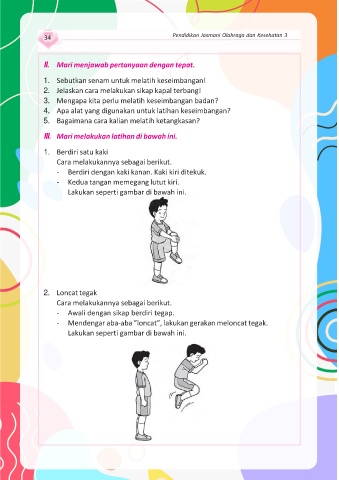 34
Pendidikan Jasmani Olahraga dan Kesehatan 3
II. Mari menjawab pertanyaan dengan tepat.
1. Sebutkan senam untuk melatih keseimbangan!
2. Jelaskan cara melakukan sikap kapal terbang!
3. Mengapa kita perlu melatih keseimbangan badan?
4. Apa alat yang digunakan untuk latihan keseimbangan?
5. Bagaimana cara kalian melatih ketangkasan?
III. Mari melakukan latihan di bawah ini.
1. Berdiri satu kaki
Cara melakukannya sebagai berikut.
- Berdiri dengan kaki kanan. Kaki kiri ditekuk.
- Kedua tangan memegang lutut kiri.
Lakukan seperti gambar di bawah ini.
2. Loncat tegak
Cara melakukannya sebagai berikut.
- Awali dengan sikap berdiri tegap.
- Mendengar aba-aba "loncat", lakukan gerakan meloncat tegak.
Lakukan seperti gambar di bawah ini.